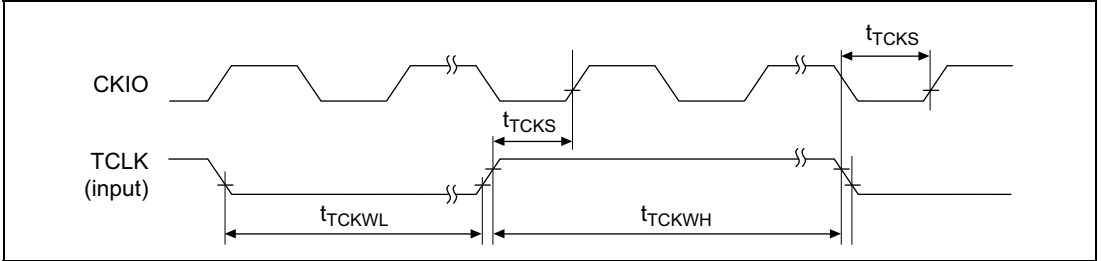 tTCKS
CKIO
tTCKS
TCLK
(input)
tTCKWL
tTCKWH